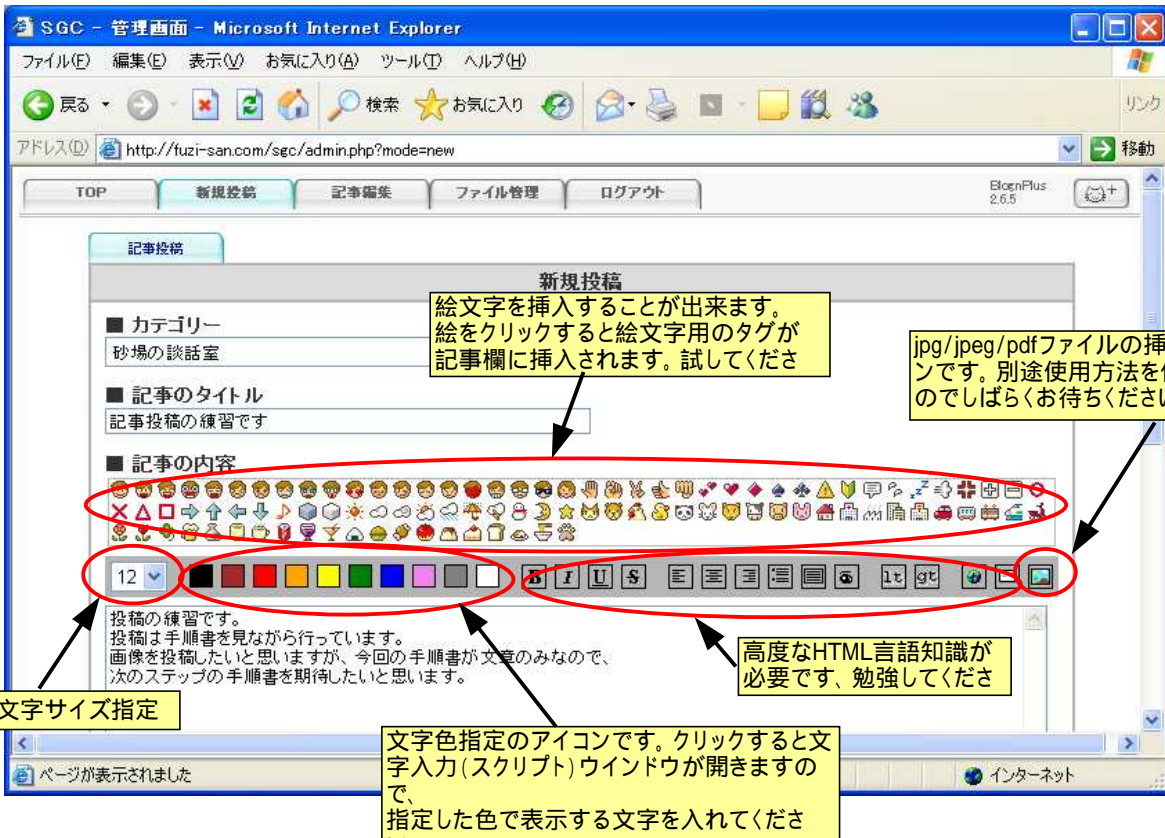 SGC - 管理画面 - Microsoft Internet Explorer
ファイル(F) 編集(E) 表示(V) お気に入り(A) ツール(T) ヘルプ(H)
戻る 検索 お気に入り リンク
アドレス(D) http://fuzi-san.com/sgc/admin.php?mode=new 移動
TOP 新規投稿 記事編集 ファイル管理 ログアウト
BlognPlus
2.6.5
記事投稿
新規投稿
絵文字を挿入することが出来ます。
絵をクリックすると絵文字用のタグが
記事欄に挿入されます。試してくださ
■ カテゴリー
砂場の談話室
jpg/jpeg/pdfファイルの挿
ンです。別途使用方法を
のでしばらくお待ちくださ
■ 記事のタイトル
記事投稿の練習です
■ 記事の内容
12
B I U S lt gt
投稿の練習です。
投稿は手順書を見ながら行っています。
画像を投稿したいと思いますが、今回の手順書が文章のみなので、
次のステップの手順書を期待したいと思います。
高度なHTML言語知識が
必要です、勉強してくださ
文字サイズ指定
文字色指定のアイコンです。クリックすると文
字入力(スクリプト)ウインドウが開きますの
で、
指定した色で表示する文字を入れてくださ
ページが表示されました インターネット